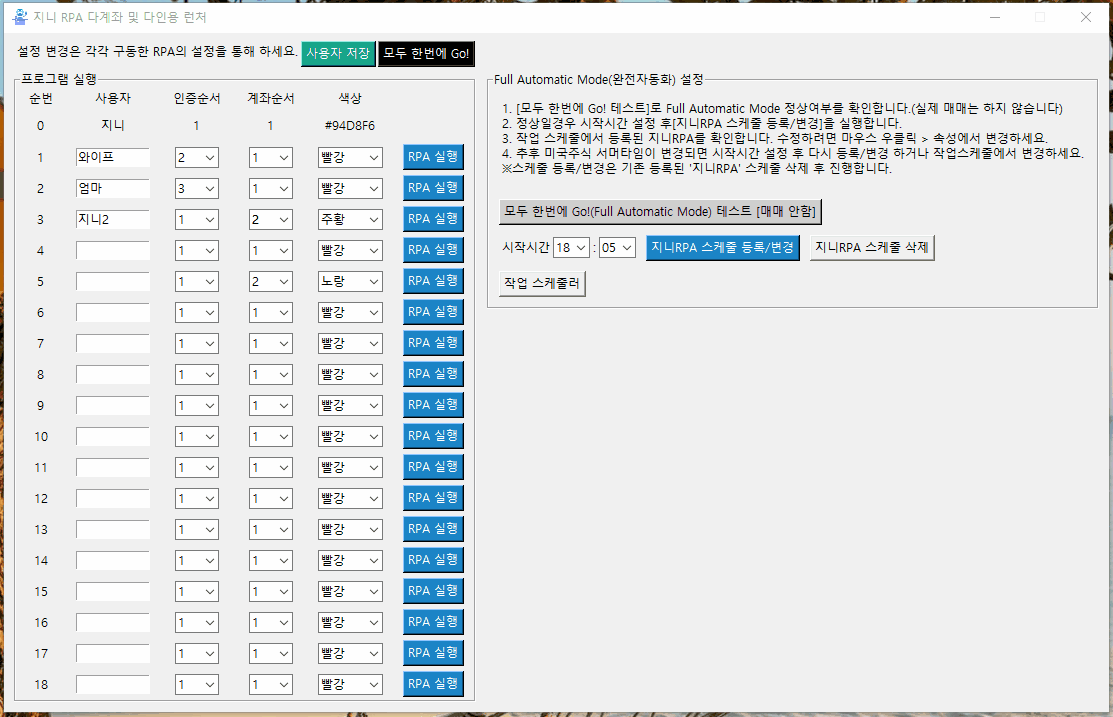 지니 RPA 다계좌 및 다인용 런처
설정 변경은 각각 구동한 RPA의 설정을 통해 하세요. 사용자 저장 모두 한번에 Go!
프로그램 실행
순번 사용자 인증순서 계좌순서 색상
0 지니 1 1 #94D8F6
1 와이프 2 1 빨강 RPA 실행
2 엄마 3 1 빨강 RPA 실행
3 지니2 1 2 주황 RPA 실행
4 1 1 빨강 RPA 실행
5 1 2 노랑 RPA 실행
6 1 1 빨강 RPA 실행
7 1 1 빨강 RPA 실행
8 1 1 빨강 RPA 실행
9 1 1 빨강 RPA 실행
10 1 1 빨강 RPA 실행
11 1 1 빨강 RPA 실행
12 1 1 빨강 RPA 실행
13 1 1 빨강 RPA 실행
14 1 1 빨강 RPA 실행
15 1 1 빨강 RPA 실행
16 1 1 빨강 RPA 실행
17 1 1 빨강 RPA 실행
18 1 1 빨강 RPA 실행
Full Automatic Mode(완전자동화) 설정
1. [모두 한번에 Go! 테스트]로 Full Automatic Mode 정상여부를 확인합니다.(실제 매매는 하지 않습니다)
2. 정상일경우 시작시간 설정 후[지니RPA 스케줄 등록/변경]을 실행합니다.
3. 작업 스케줄에서 등록된 지니RPA를 확인합니다. 수정하려면 마우스 우클릭 > 속성에서 변경하세요.
4. 추후 미국주식 서머타임이 변경되면 시작시간 설정 후 다시 등록/변경 하거나 작업스케줄에서 변경하세요.
※스케줄 등록/변경은 기존 등록된 '지니RPA' 스케줄 삭제 후 진행합니다.
모두 한번에 Go!(Full Automatic Mode) 테스트 [매매 안함]
시작시간 18 : 05 지니RPA 스케줄 등록/변경 지니RPA 스케줄 삭제
작업 스케줄러